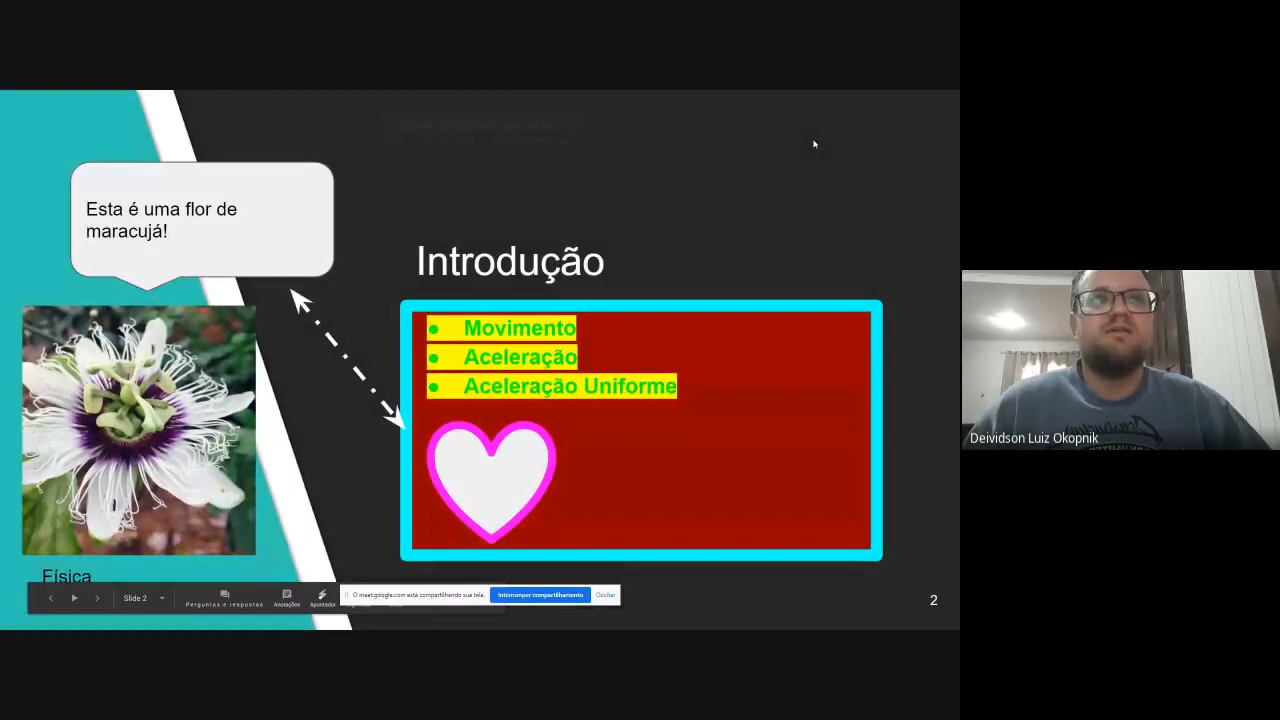 Esta é uma flor de
maracujá!
Introdução
● Movimento
● Aceleração
● Aceleração Uniforme
Física
Slide 2
Perguntas e respostas
Anotações
Apontador
O meet.google.com está compartilhando sua tela.
Interromper compartilhamento
Ocultar
2
Deividson Luiz Okopnik